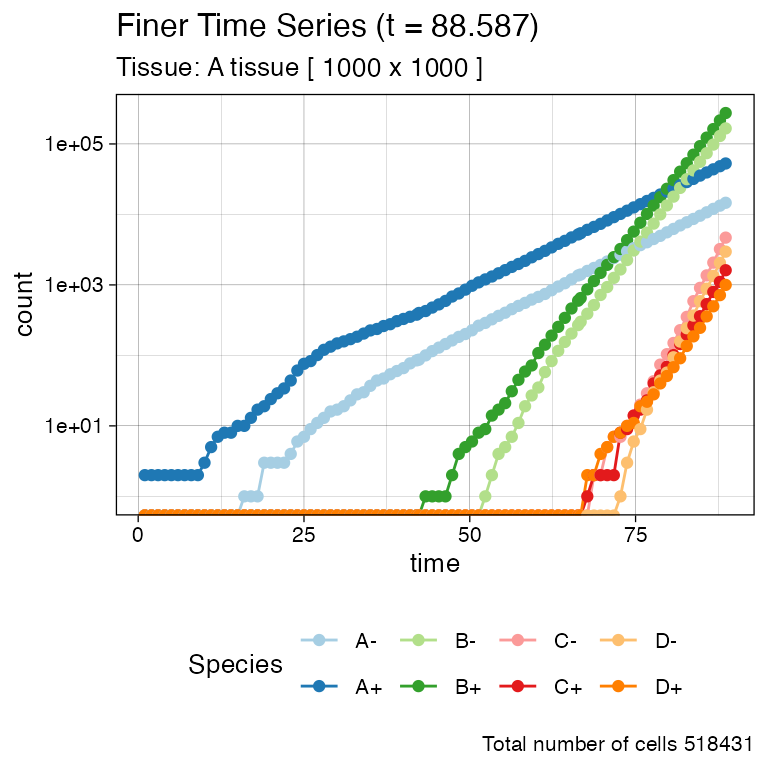 Finer Time Series (t = 88.587)
Tissue: A tissue [ 1000 x 1000 ]
1e+05
1e+03
1e+01
count
0 25 50 75
time
Species
A- B- C- D-
A+ B+ C+ D+
Total number of cells 518431